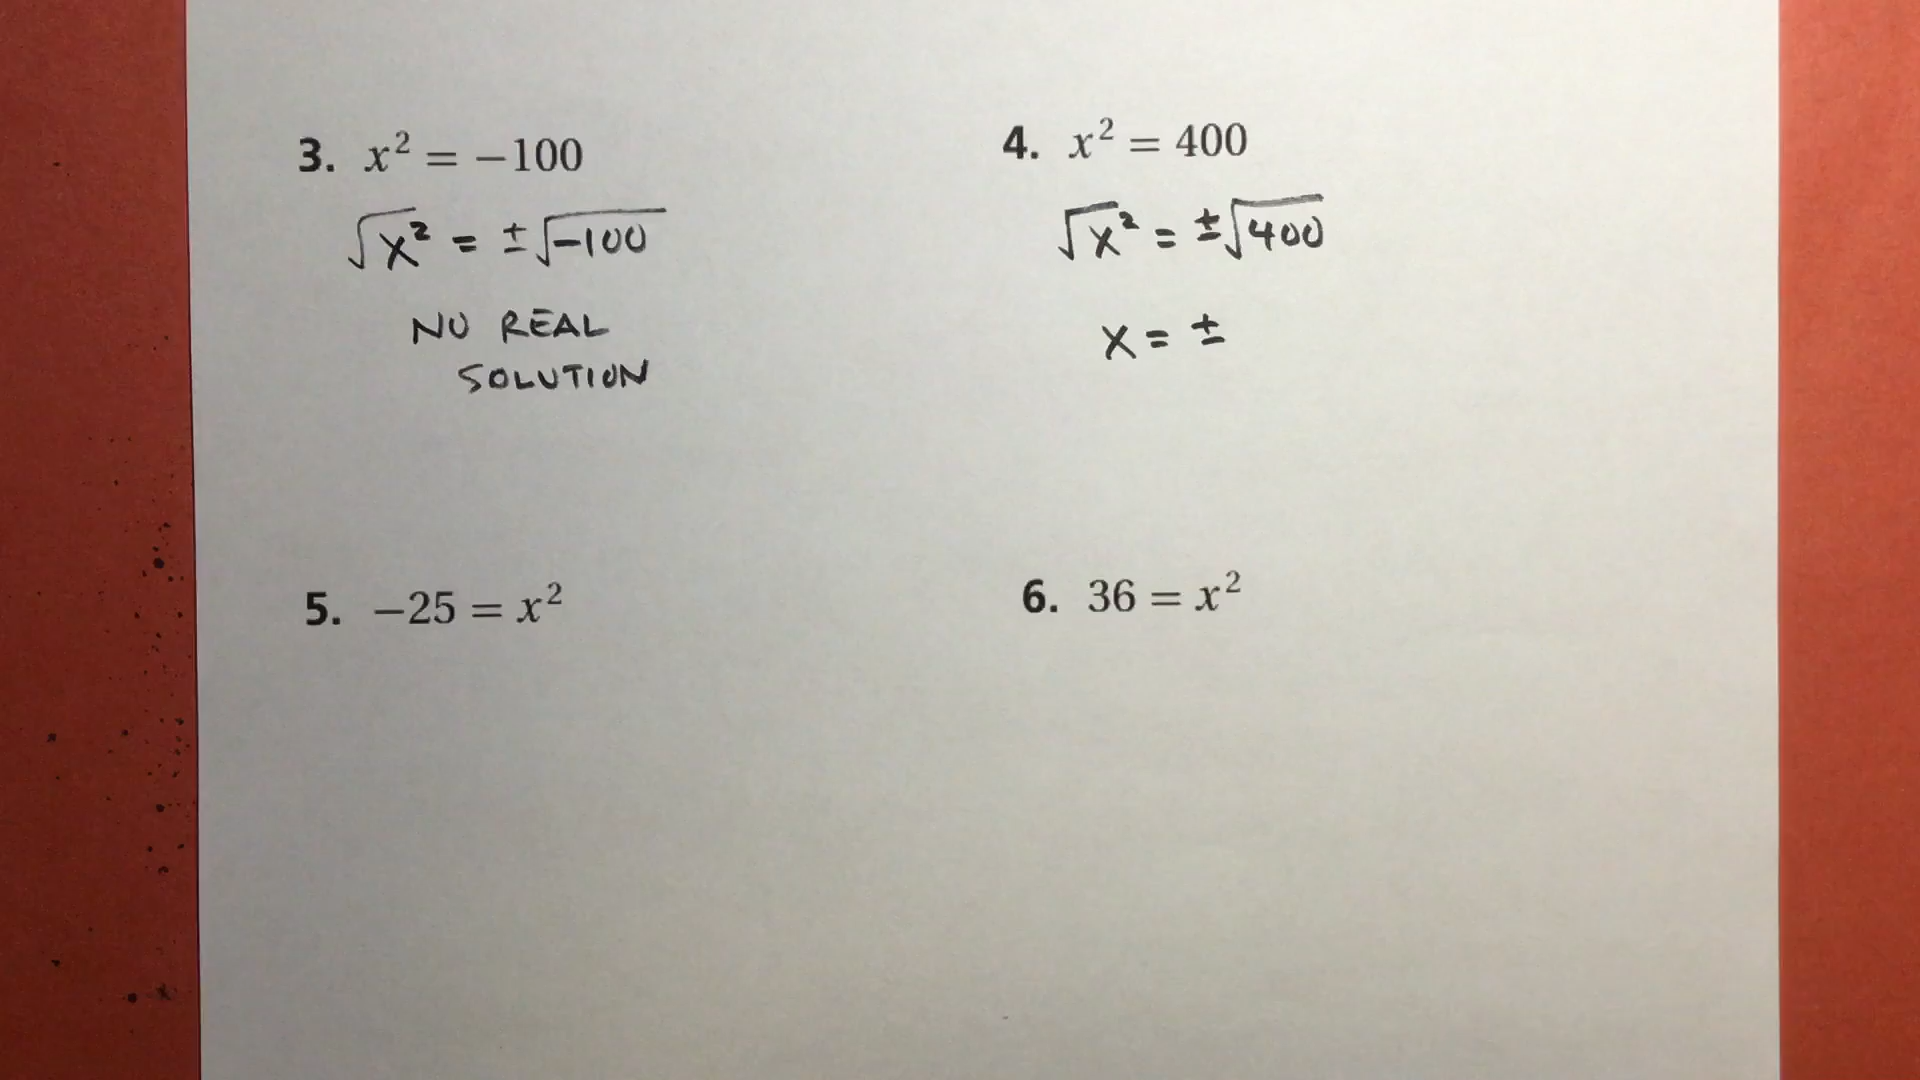 3. x² = −100
√x² = ±√−100
NO REAL
SOLUTION
4. x² = 400
√x² = ±√400
x = ±
5. −25 = x²
6. 36 = x²